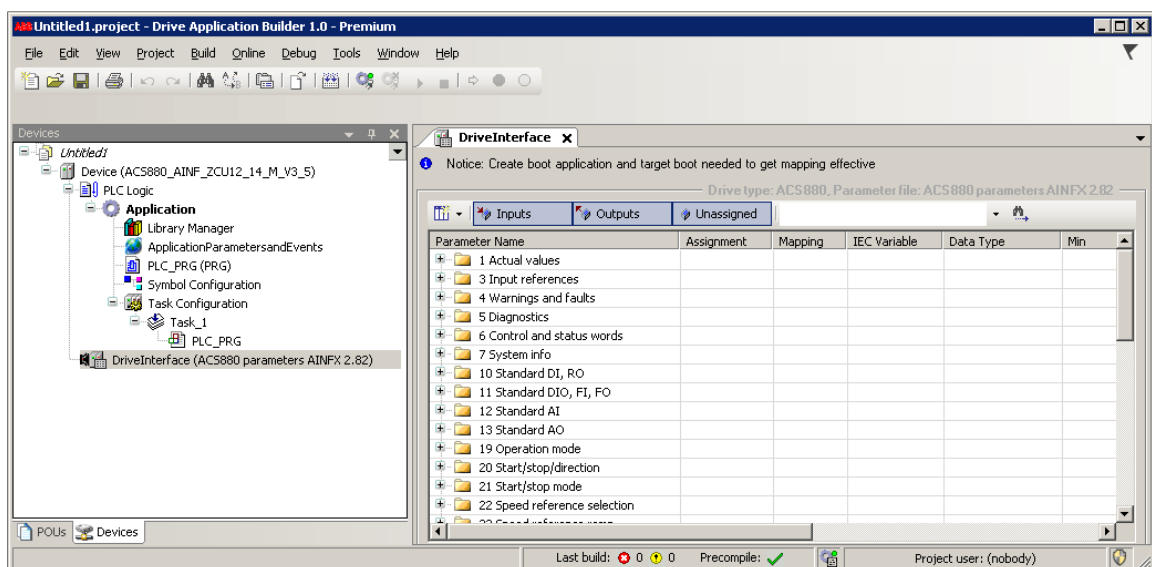 ABB Untitled1.project - Drive Application Builder 1.0 - Premium
File Edit View Project Build Online Debug Tools Window Help
Devices
Untitled1
Device (ACS880_AINF_ZCU12_14_M_V3_5)
PLC Logic
Application
Library Manager
ApplicationParametersandEvents
PLC_PRG (PRG)
Symbol Configuration
Task Configuration
Task_1
PLC_PRG
DriveInterface (ACS880 parameters AINFX 2.82)
POUs Devices
DriveInterface
Notice: Create boot application and target boot needed to get mapping effective
Drive type: ACS880, Parameter file: ACS880 parameters AINFX 2.82
Inputs Outputs Unassigned
Parameter Name Assignment Mapping IEC Variable Data Type Min
1 Actual values
3 Input references
4 Warnings and faults
5 Diagnostics
6 Control and status words
7 System info
10 Standard DI, RO
11 Standard DIO, FI, FO
12 Standard AI
13 Standard AO
19 Operation mode
20 Start/stop/direction
21 Start/stop mode
22 Speed reference selection
Last build: 0 0 Precompile: Project user: (nobody)